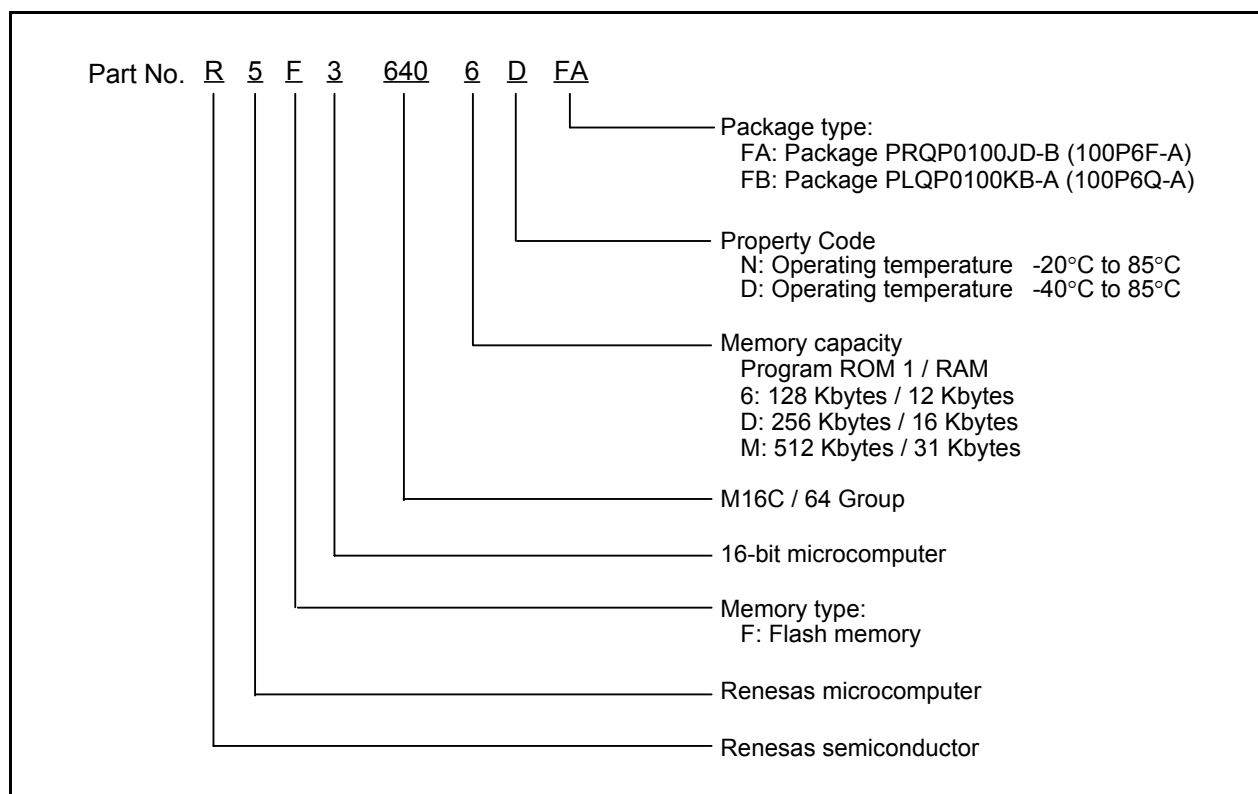 Part No. R 5 F 3 640 6 D FA
Package type:
FA: Package PRQP0100JD-B (100P6F-A)
FB: Package PLQP0100KB-A (100P6Q-A)
Property Code
N: Operating temperature -20°C to 85°C
D: Operating temperature -40°C to 85°C
Memory capacity
Program ROM 1 / RAM
6: 128 Kbytes / 12 Kbytes
D: 256 Kbytes / 16 Kbytes
M: 512 Kbytes / 31 Kbytes
M16C / 64 Group
16-bit microcomputer
Memory type:
F: Flash memory
Renesas microcomputer
Renesas semiconductor